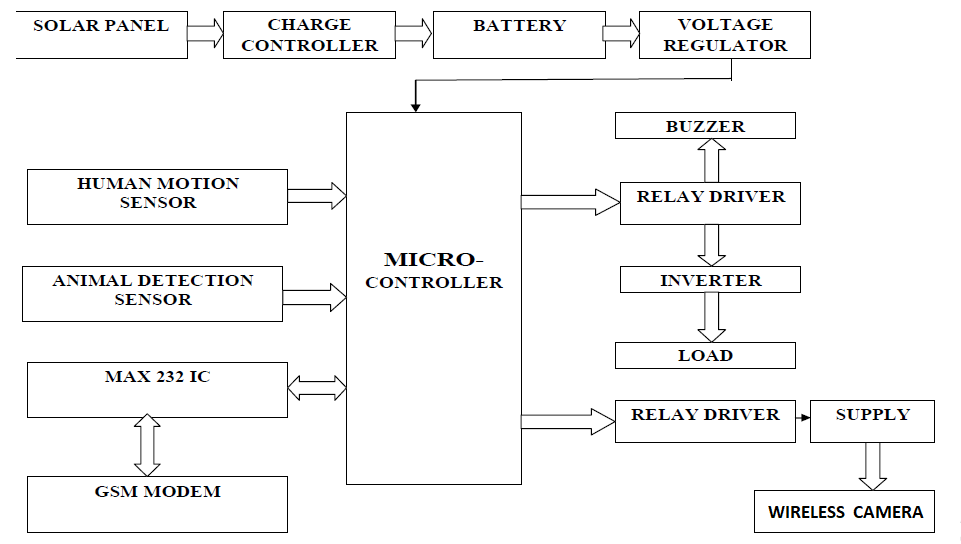 SOLAR PANEL
CHARGE
CONTROLLER
BATTERY
VOLTAGE
REGULATOR
BUZZER
HUMAN MOTION
SENSOR
RELAY DRIVER
MICRO-
CONTROLLER
ANIMAL DETECTION
SENSOR
INVERTER
LOAD
MAX 232 IC
RELAY DRIVER
SUPPLY
GSM MODEM
WIRELESS CAMERA